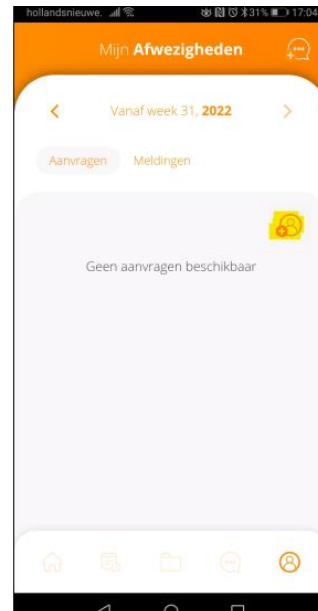 hollandsnieuwe. 31% 17:04
Mijn Afwezigheden
Vanaf week 31, 2022
Aanvragen Meldingen
Geen aanvragen beschikbaar